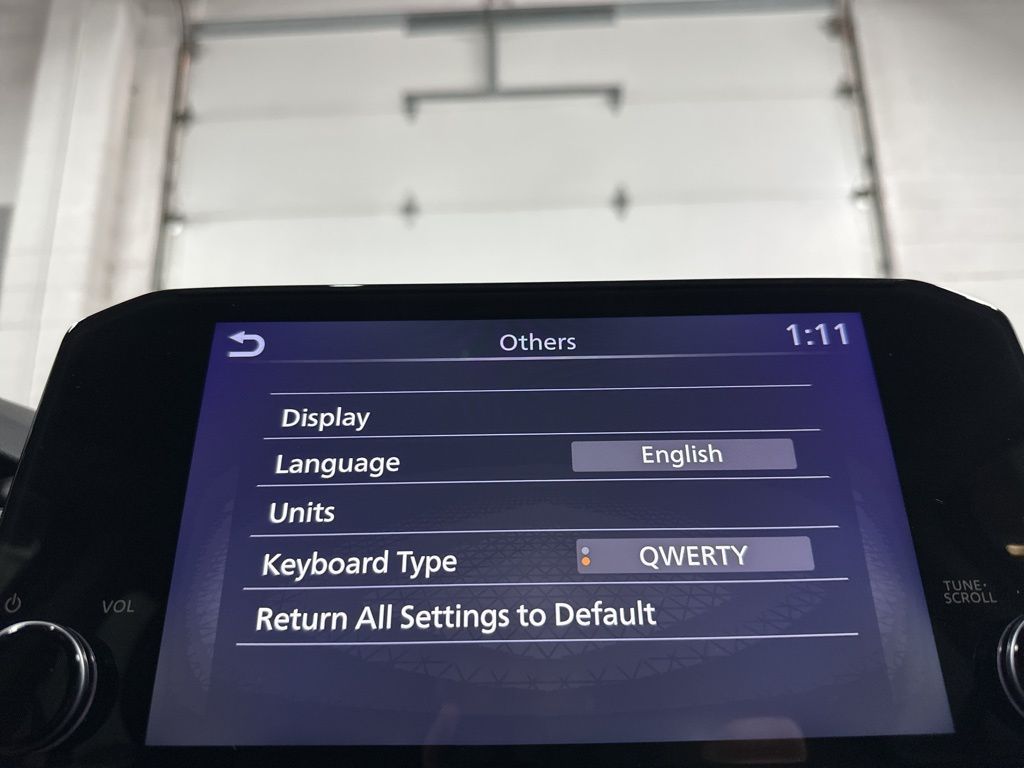 Others
1:11
Display
Language
English
Units
Keyboard Type
QWERTY
Return All Settings to Default
VOL
TUNE·
SCROLL